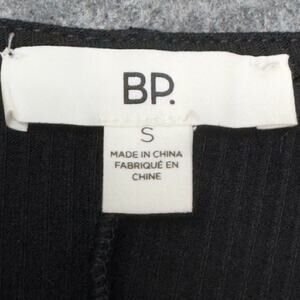 BP.
S
MADE IN CHINA
FABRIQUÉ EN
CHINE